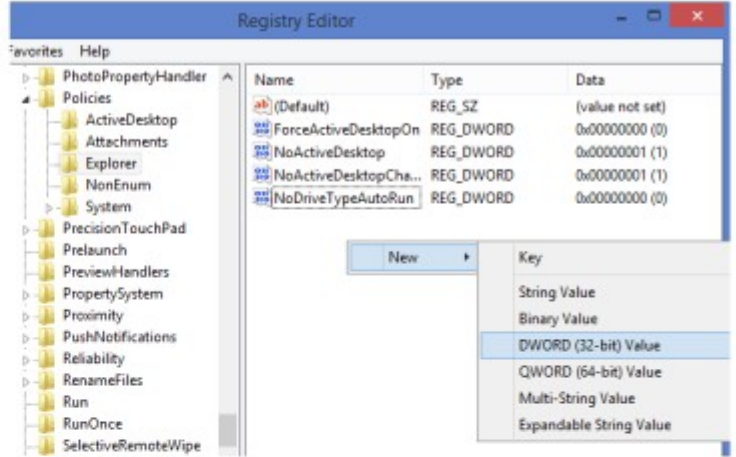 Registry Editor
Favorites Help
PhotoPropertyHandler
Policies
ActiveDesktop
Attachments
Explorer
NonEnum
System
PrecisionTouchPad
Prelaunch
PreviewHandlers
PropertySystem
Proximity
PushNotifications
Reliability
RenameFiles
Run
RunOnce
SelectiveRemoteWipe
Name Type Data
ab (Default) REG_SZ (value not set)
ForceActiveDesktopOn REG_DWORD 0x00000000 (0)
NoActiveDesktop REG_DWORD 0x00000001 (1)
NoActiveDesktopCha... REG_DWORD 0x00000001 (1)
NoDriveTypeAutoRun REG_DWORD 0x00000000 (0)
New
Key
String Value
Binary Value
DWORD (32-bit) Value
QWORD (64-bit) Value
Multi-String Value
Expandable String Value